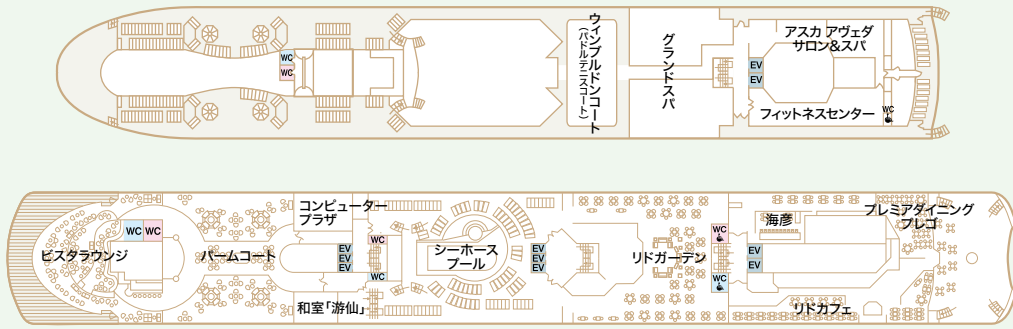 WC
WC
ウィンブルドンコート
(パドルテニスコート)
グランドスパ
アスカ アヴェダ
サロン&スパ
EV
EV
フィットネスセンター
WC
ビスタラウンジ
WC
WC
パームコート
コンピューター
プラザ
EV
EV
EV
和室「游仙」
WC
WC
シーホース
プール
EV
EV
EV
リドガーデン
WC
WC
海彦
EV
EV
プレミアダイニング
プレゴ
リドカフェ